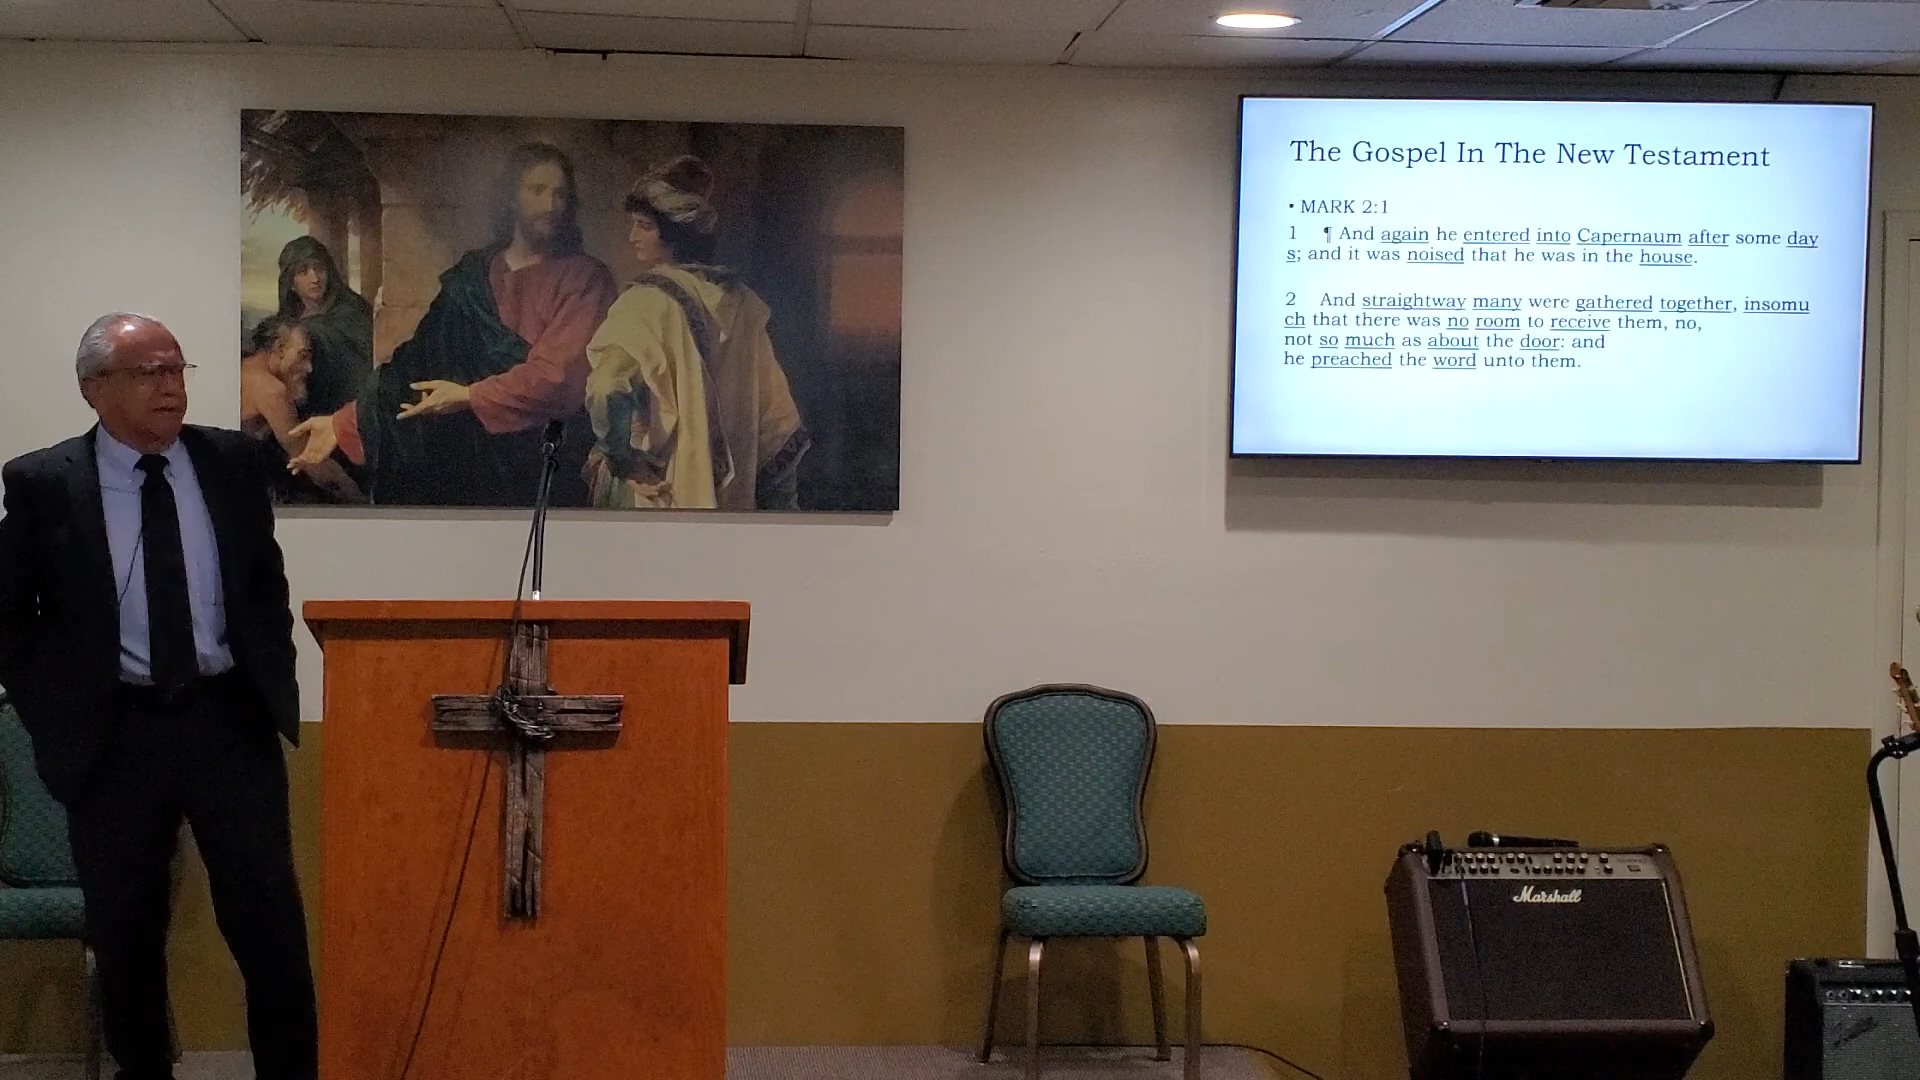 The Gospel In The New Testament
• MARK 2:1
1 ¶ And again he entered into Capernaum after some day
s; and it was noised that he was in the house.
2 And straightway many were gathered together, insomu
ch that there was no room to receive them, no,
not so much as about the door: and
he preached the word unto them.
Marshall